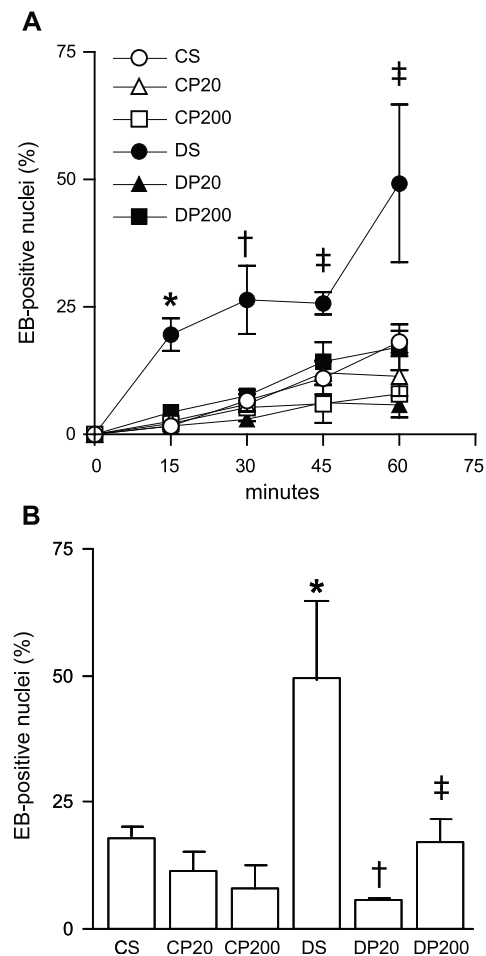 A
75
50
25
0
EB-positive nuclei (%)
CS
CP20
CP200
DS
DP20
DP200
*
†
‡
‡
0 15 30 45 60 75
minutes
B
75
50
25
0
EB-positive nuclei (%)
*
†
‡
CS CP20 CP200 DS DP20 DP200